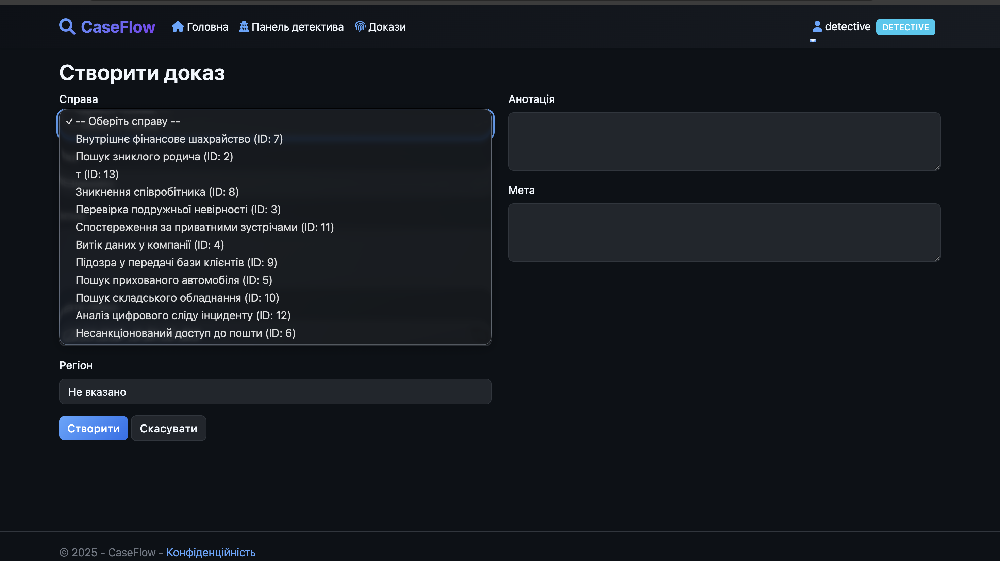 CaseFlow Головна Панель детектива Докази detective DETECTIVE
Створити доказ
Справа
✓ -- Оберіть справу --
Внутрішнє фінансове шахрайство (ID: 7)
Пошук зниклого родича (ID: 2)
т (ID: 13)
Зникнення співробітника (ID: 8)
Перевірка подружньої невірності (ID: 3)
Спостереження за приватними зустрічами (ID: 11)
Витік даних у компанії (ID: 4)
Підозра у передачі бази клієнтів (ID: 9)
Пошук прихованого автомобіля (ID: 5)
Пошук складського обладнання (ID: 10)
Аналіз цифрового сліду інциденту (ID: 12)
Несанкціонований доступ до пошти (ID: 6)
Регіон
Не вказано
Створити Скасувати
Анотація
Мета
© 2025 - CaseFlow - Конфіденційність